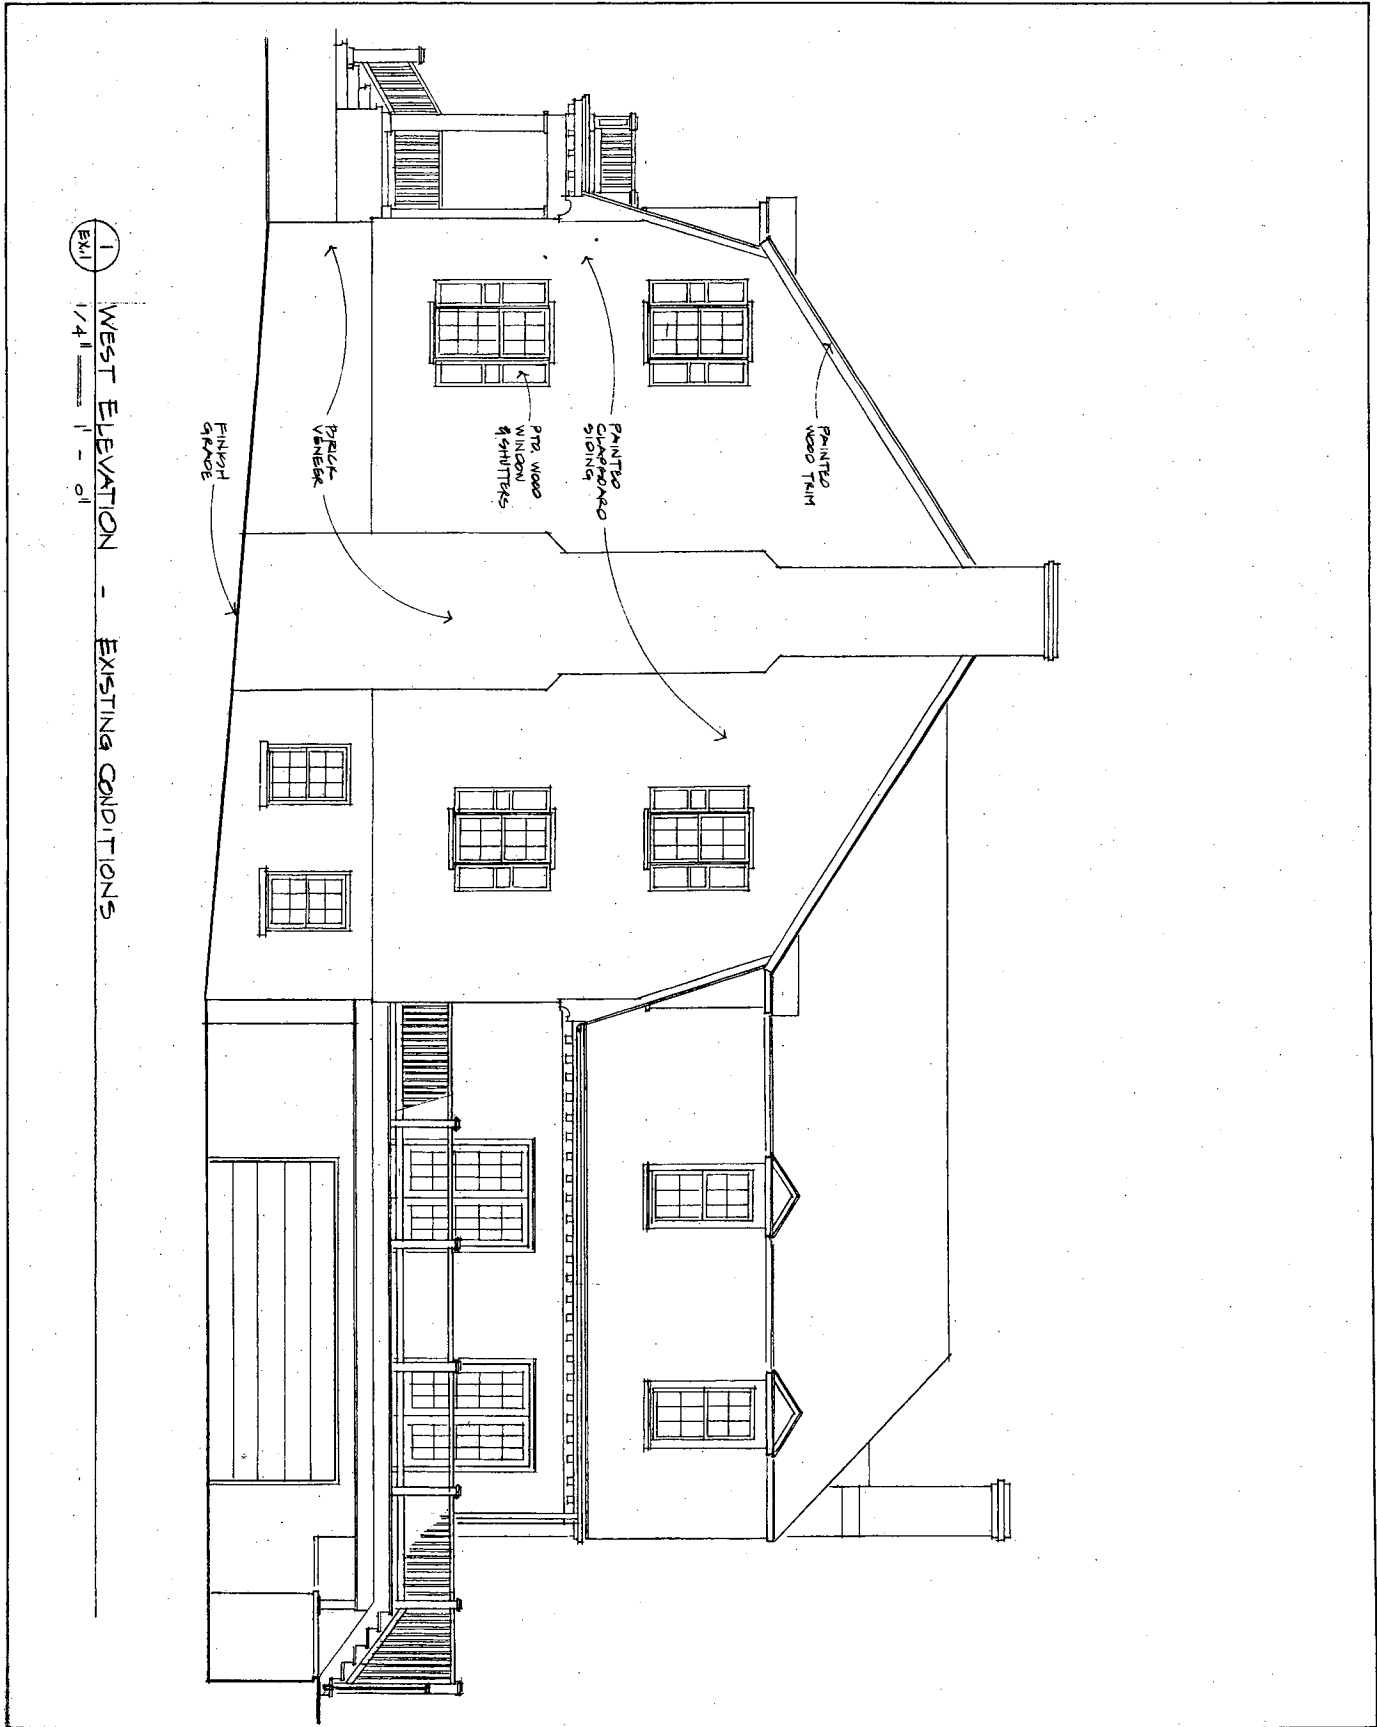 PAINTED
WOOD TRIM
PAINTED
CLAPBOARD
SIDING
PTD. WOOD
WINDOW
& SHUTTERS
BRICK
VENEER
FINISH
GRADE
1
EX.1
WEST ELEVATION - EXISTING CONDITIONS
1/4" = 1'-0"